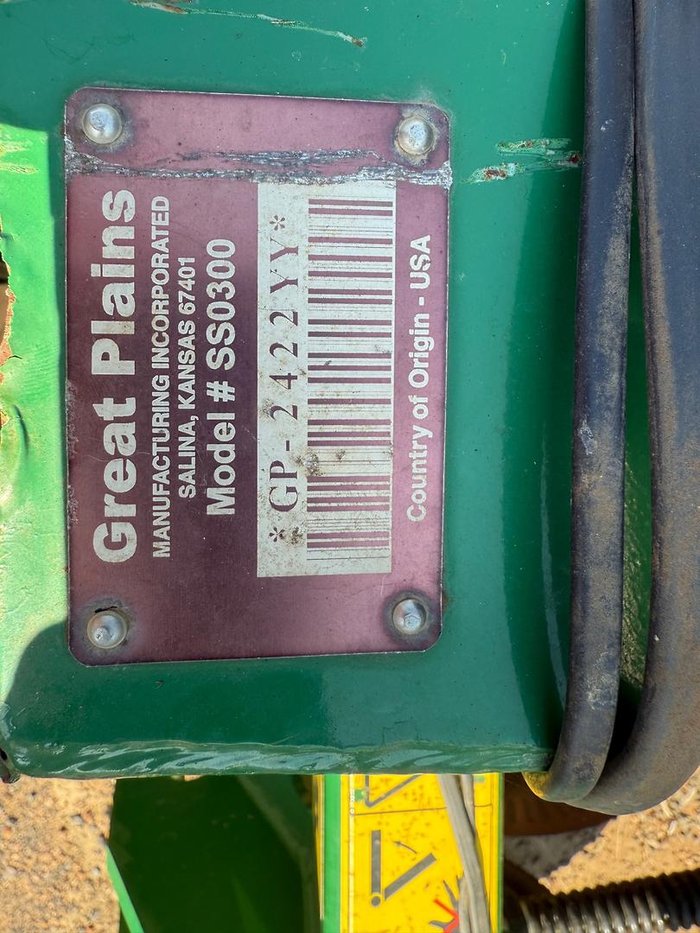 Great Plains
MANUFACTURING INCORPORATED
SALINA, KANSAS 67401
Model # SS0300
*GP-2422YY*
Country of Origin - USA